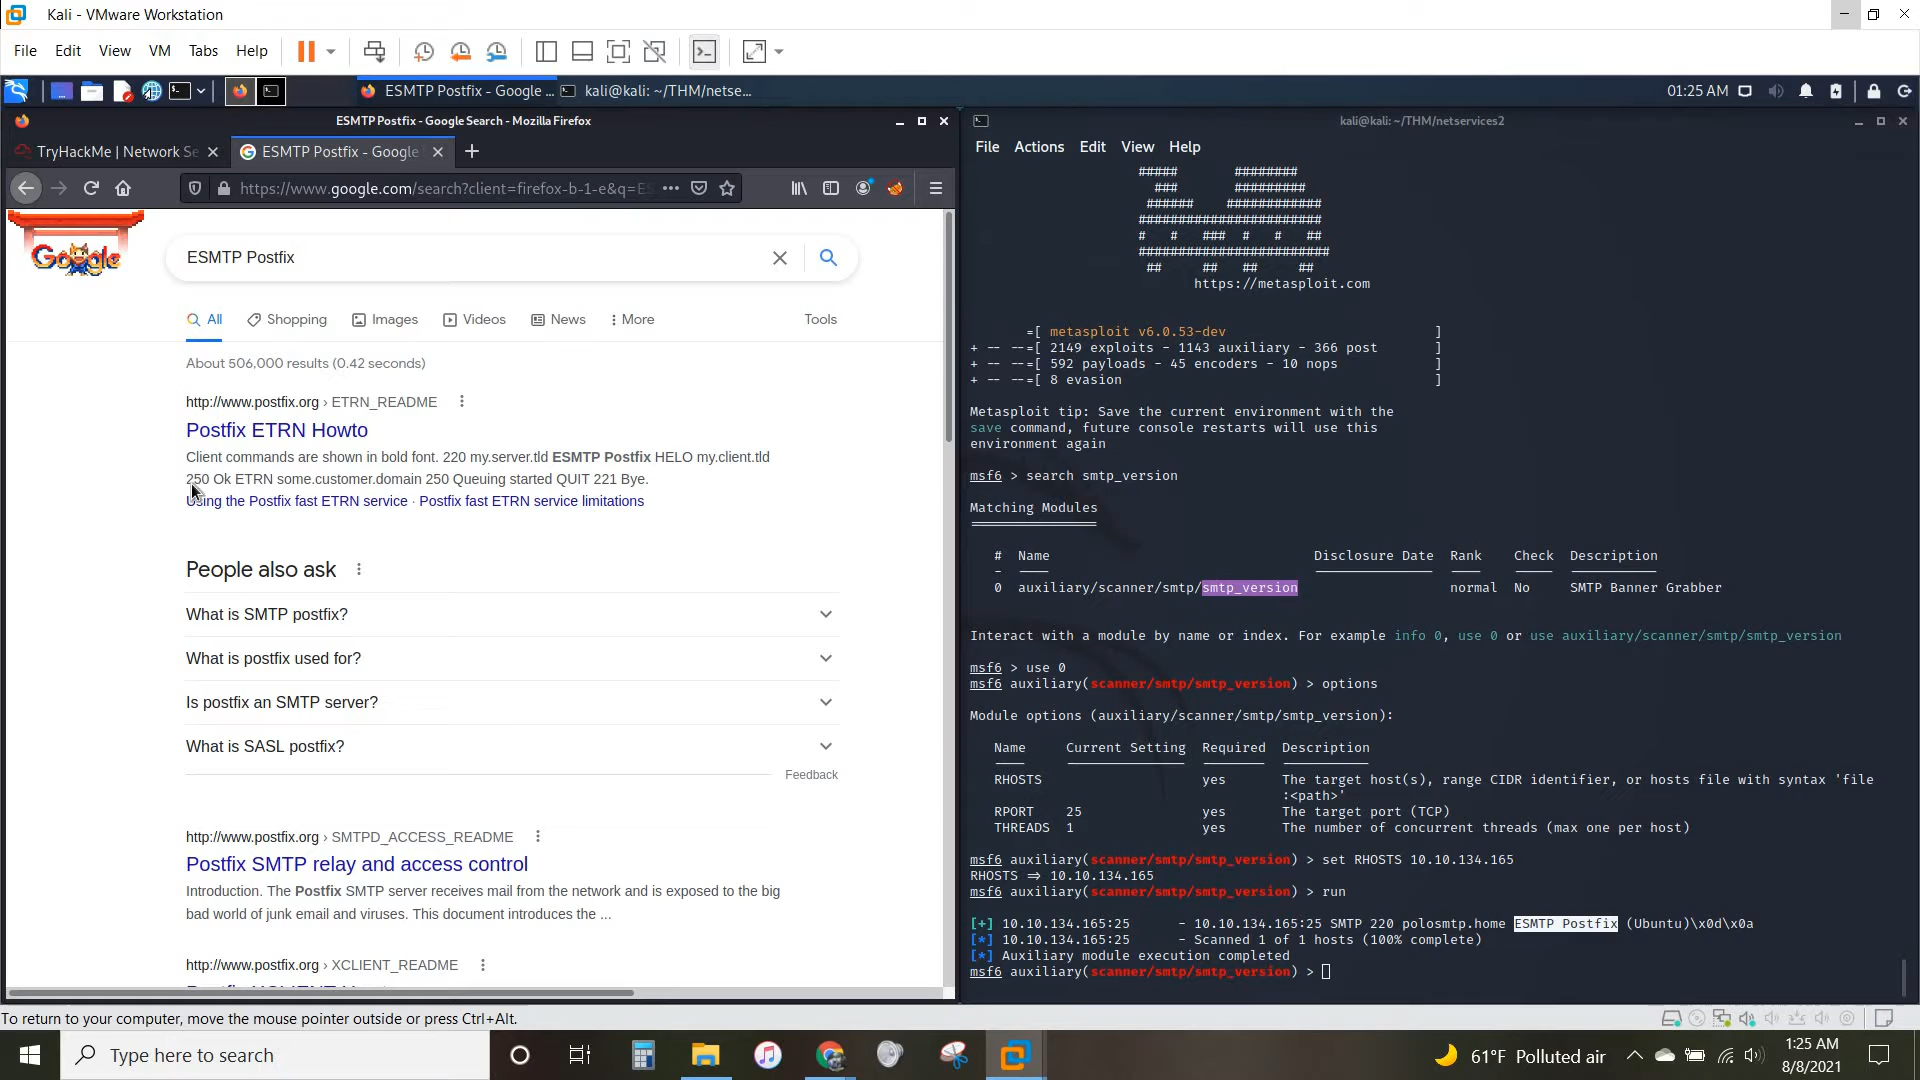 Kali - VMware Workstation
File Edit View VM Tabs Help
ESMTP Postfix - Google ... kali@kali: ~/THM/netse... 01:25 AM
ESMTP Postfix - Google Search - Mozilla Firefox
TryHackMe | Network Se
ESMTP Postfix - Google
https://www.google.com/search?client=firefox-b-1-e&q=ES
Google
ESMTP Postfix
All Shopping Images Videos News More Tools
About 506,000 results (0.42 seconds)
http://www.postfix.org › ETRN_README
Postfix ETRN Howto
Client commands are shown in bold font. 220 my.server.tld ESMTP Postfix HELO my.client.tld
250 Ok ETRN some.customer.domain 250 Queuing started QUIT 221 Bye.
Using the Postfix fast ETRN service · Postfix fast ETRN service limitations
People also ask
What is SMTP postfix?
What is postfix used for?
Is postfix an SMTP server?
What is SASL postfix?
Feedback
http://www.postfix.org › SMTPD_ACCESS_README
Postfix SMTP relay and access control
Introduction. The Postfix SMTP server receives mail from the network and is exposed to the big
bad world of junk email and viruses. This document introduces the ...
http://www.postfix.org › XCLIENT_README
kali@kali: ~/THM/netservices2
File Actions Edit View Help
##### ########
### #########
###### ############
#######################
# # ### # # ##
########################
## ## ## ##
https://metasploit.com
=[ metasploit v6.0.53-dev ]
+ -- --=[ 2149 exploits - 1143 auxiliary - 366 post ]
+ -- --=[ 592 payloads - 45 encoders - 10 nops ]
+ -- --=[ 8 evasion ]
Metasploit tip: Save the current environment with the
save command, future console restarts will use this
environment again
msf6 > search smtp_version
Matching Modules
================
# Name Disclosure Date Rank Check Description
- ---- --------------- ---- ----- -----------
0 auxiliary/scanner/smtp/smtp_version normal No SMTP Banner Grabber
Interact with a module by name or index. For example info 0, use 0 or use auxiliary/scanner/smtp/smtp_version
msf6 > use 0
msf6 auxiliary(scanner/smtp/smtp_version) > options
Module options (auxiliary/scanner/smtp/smtp_version):
Name Current Setting Required Description
---- --------------- -------- -----------
RHOSTS yes The target host(s), range CIDR identifier, or hosts file with syntax 'file
:<path>'
RPORT 25 yes The target port (TCP)
THREADS 1 yes The number of concurrent threads (max one per host)
msf6 auxiliary(scanner/smtp/smtp_version) > set RHOSTS 10.10.134.165
RHOSTS => 10.10.134.165
msf6 auxiliary(scanner/smtp/smtp_version) > run
[+] 10.10.134.165:25 - 10.10.134.165:25 SMTP 220 polosmtp.home ESMTP Postfix (Ubuntu)\x0d\x0a
[*] 10.10.134.165:25 - Scanned 1 of 1 hosts (100% complete)
[*] Auxiliary module execution completed
msf6 auxiliary(scanner/smtp/smtp_version) >
To return to your computer, move the mouse pointer outside or press Ctrl+Alt.
Type here to search
61°F Polluted air
1:25 AM
8/8/2021